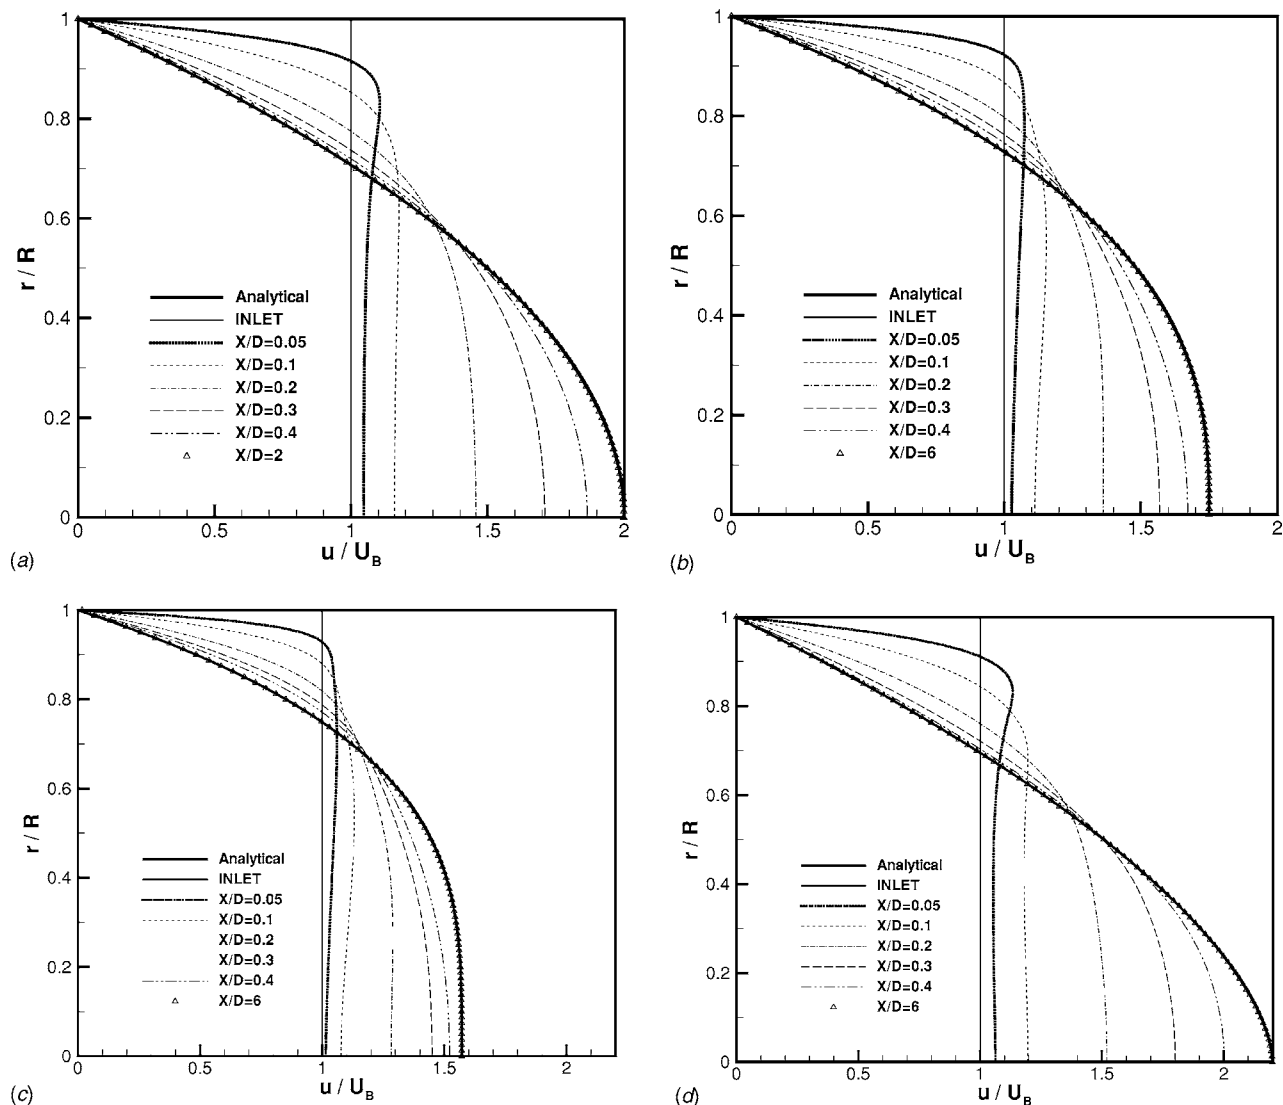 1
0.8
0.6
0.4
0.2
0
r / R
Analytical
INLET
X/D=0.05
X/D=0.1
X/D=0.2
X/D=0.3
X/D=0.4
X/D=2
0 0.5 1 1.5 2
u / U_B
(a)
1
0.8
0.6
0.4
0.2
0
r / R
Analytical
INLET
X/D=0.05
X/D=0.1
X/D=0.2
X/D=0.3
X/D=0.4
X/D=6
0 0.5 1 1.5 2
u / U_B
(b)
1
0.8
0.6
0.4
0.2
0
r / R
Analytical
INLET
X/D=0.05
X/D=0.1
X/D=0.2
X/D=0.3
X/D=0.4
X/D=6
0 0.5 1 1.5 2
u / U_B
(c)
1
0.8
0.6
0.4
0.2
0
r / R
Analytical
INLET
X/D=0.05
X/D=0.1
X/D=0.2
X/D=0.3
X/D=0.4
X/D=6
0 0.5 1 1.5 2
u / U_B
(d)